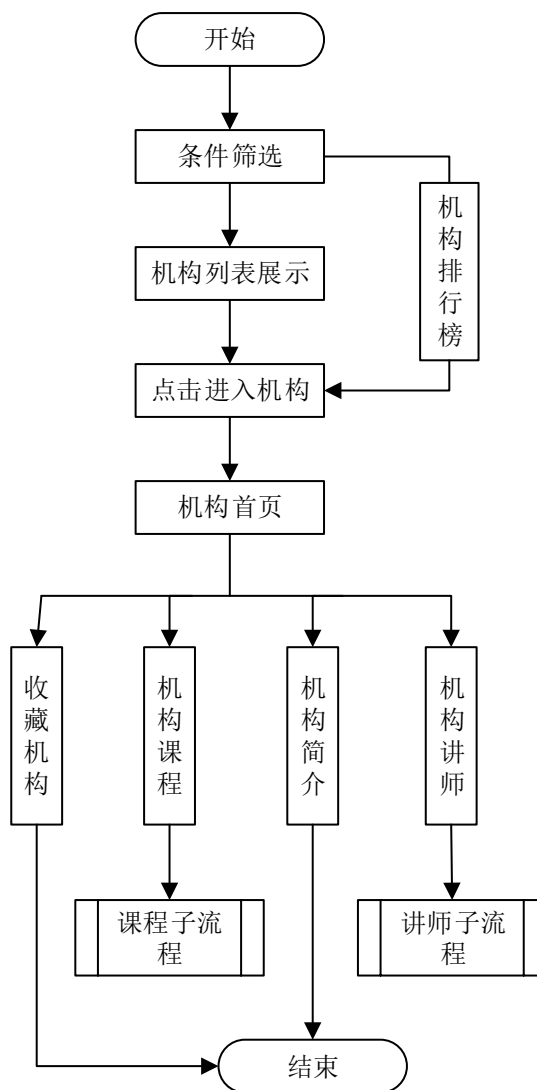 开始
条件筛选
机构排行榜
机构列表展示
点击进入机构
机构首页
收藏机构
机构课程
机构简介
机构讲师
课程子流
程
讲师子流
程
结束